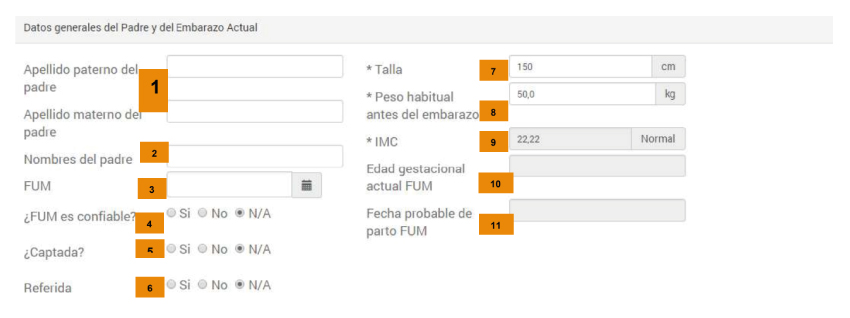 Datos generales del Padre y del Embarazo Actual
Apellido paterno del
padre
1
Apellido materno del
padre
Nombres del padre 2
FUM 3
¿FUM es confiable? 4 Si No N/A
¿Captada? 5 Si No N/A
Referida 6 Si No N/A
* Talla 7 150 cm
* Peso habitual 50,0 kg
antes del embarazo 8
* IMC 9 22,22 Normal
Edad gestacional
actual FUM 10
Fecha probable de
parto FUM 11